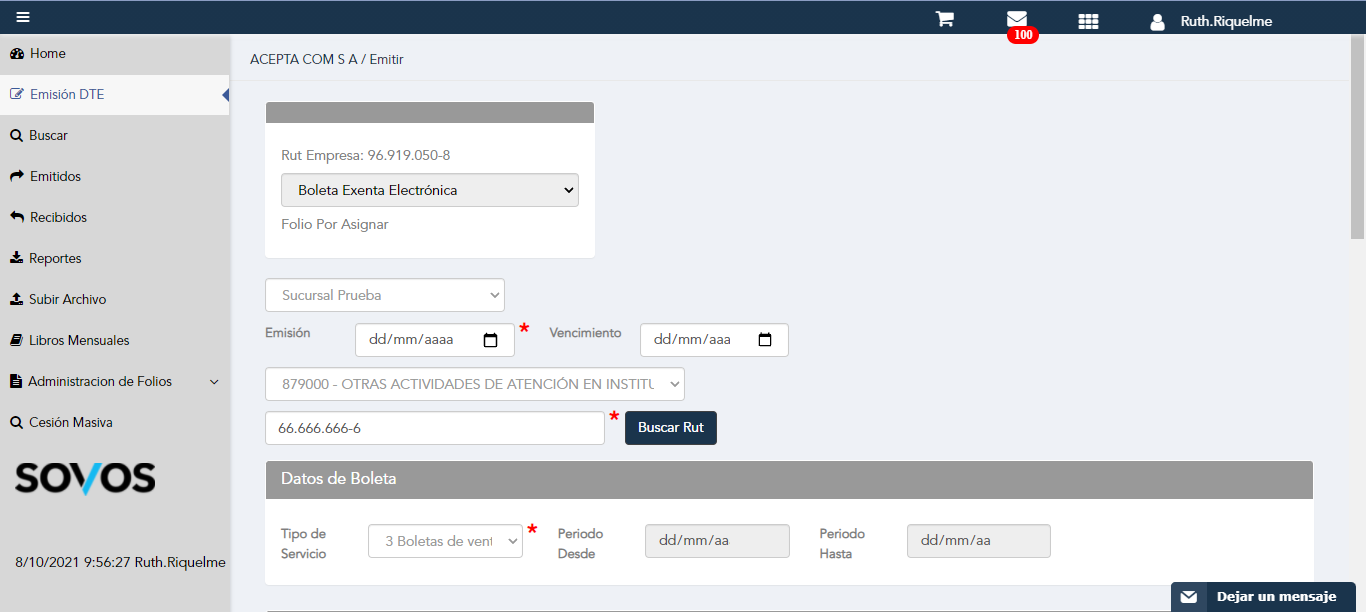 100
Ruth.Riquelme
Home
Emisión DTE
Buscar
Emitidos
Recibidos
Reportes
Subir Archivo
Libros Mensuales
Administracion de Folios
Cesión Masiva
SOVOS
8/10/2021 9:56:27 Ruth.Riquelme
ACEPTA COM S A / Emitir
Rut Empresa: 96.919.050-8
Boleta Exenta Electrónica
Folio Por Asignar
Sucursal Prueba
Emisión dd/mm/aaaa * Vencimiento dd/mm/aaa
879000 - OTRAS ACTIVIDADES DE ATENCIÓN EN INSTITU
66.666.666-6 * Buscar Rut
Datos de Boleta
Tipo de Servicio 3 Boletas de vent * Periodo Desde dd/mm/aa Periodo Hasta dd/mm/aa
Dejar un mensaje